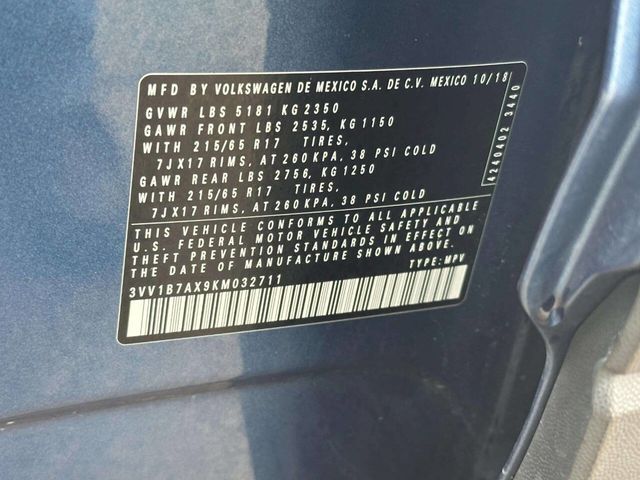 MFD BY VOLKSWAGEN DE MEXICO S.A. DE C.V. MEXICO 10/18
GVWR LBS 5181 KG 2350
GAWR FRONT LBS 2535, KG 1150
WITH 215/65 R17 TIRES,
7JX17 RIMS, AT 260 KPA, 38 PSI COLD
GAWR REAR LBS 2756, KG 1250
WITH 215/65 R17 TIRES,
7JX17 RIMS, AT 260 KPA, 38 PSI COLD
THIS VEHICLE CONFORMS TO ALL APPLICABLE
U.S. FEDERAL MOTOR VEHICLE SAFETY AND
THEFT PREVENTION STANDARDS IN EFFECT ON
THE DATE OF MANUFACTURE SHOWN ABOVE.
3VV1B7AX9KM032711 TYPE: MPV
4240402 3440